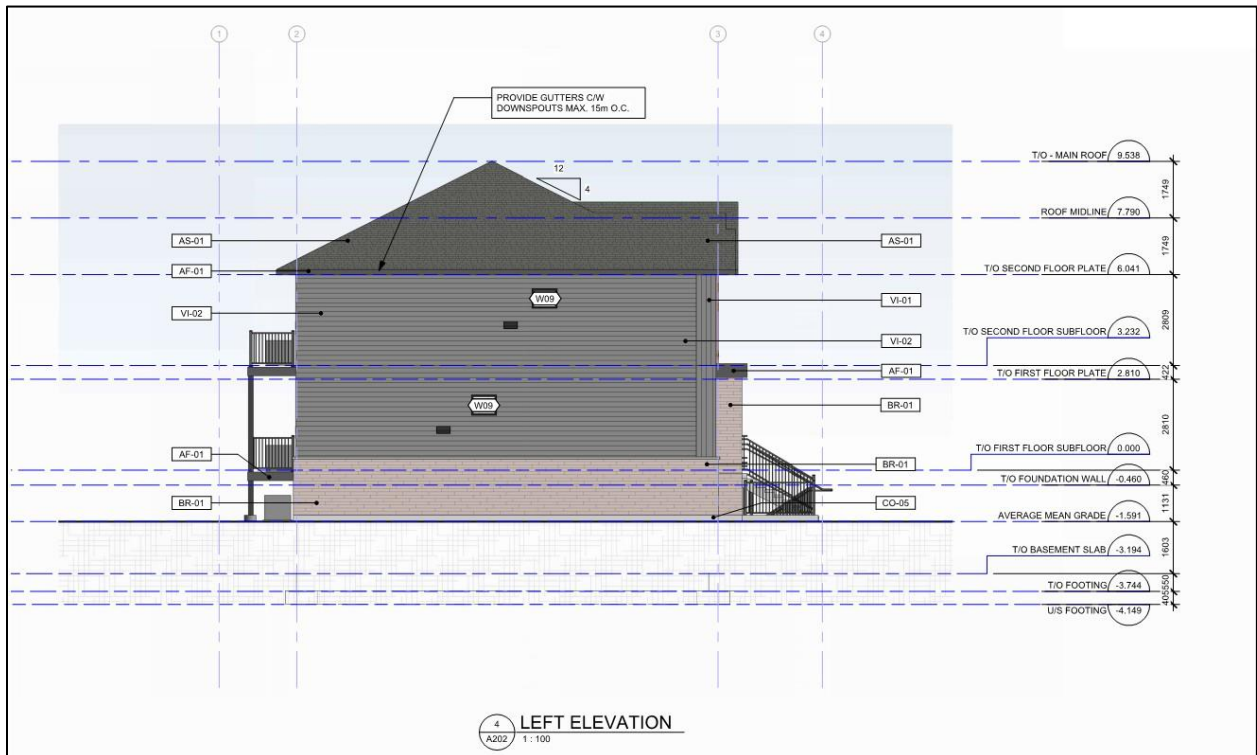 1
2
3
4
PROVIDE GUTTERS C/W
DOWNSPOUTS MAX. 15m O.C.
12
4
T/O - MAIN ROOF 9.538
1749
ROOF MIDLINE 7.790
1749
AS-01
AS-01
AF-01
T/O SECOND FLOOR PLATE 6.041
W09
VI-01
VI-02
2809
T/O SECOND FLOOR SUBFLOOR 3.232
VI-02
AF-01
422
T/O FIRST FLOOR PLATE 2.810
W09
BR-01
2810
T/O FIRST FLOOR SUBFLOOR 0.000
AF-01
BR-01
460
T/O FOUNDATION WALL -0.460
BR-01
CO-05
1131
AVERAGE MEAN GRADE -1.591
1603
T/O BASEMENT SLAB -3.194
550
T/O FOOTING -3.744
405
U/S FOOTING -4.149
4
A202
LEFT ELEVATION
1 : 100